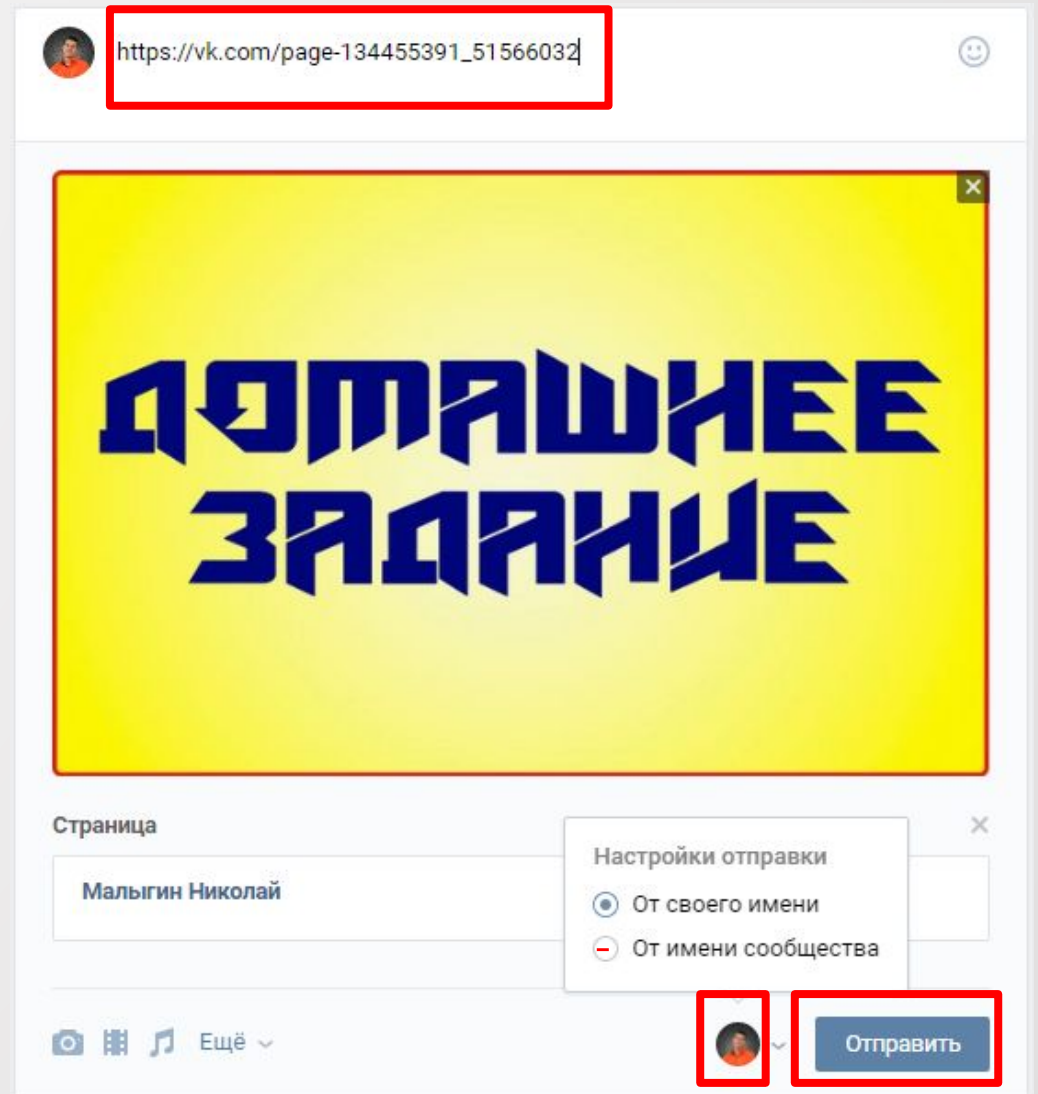 https://vk.com/page-134455391_51566032
ДОМАШНЕЕ
ЗАДАНИЕ
Страница
Малыгин Николай
Настройки отправки
От своего имени
От имени сообщества
Ещё
Отправить